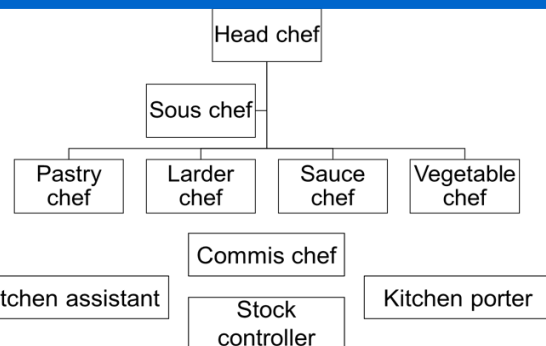 Head chef
Sous chef
Pastry
chef
Larder
chef
Sauce
chef
Vegetable
chef
Commis chef
tchen assistant
Kitchen porter
Stock
controller